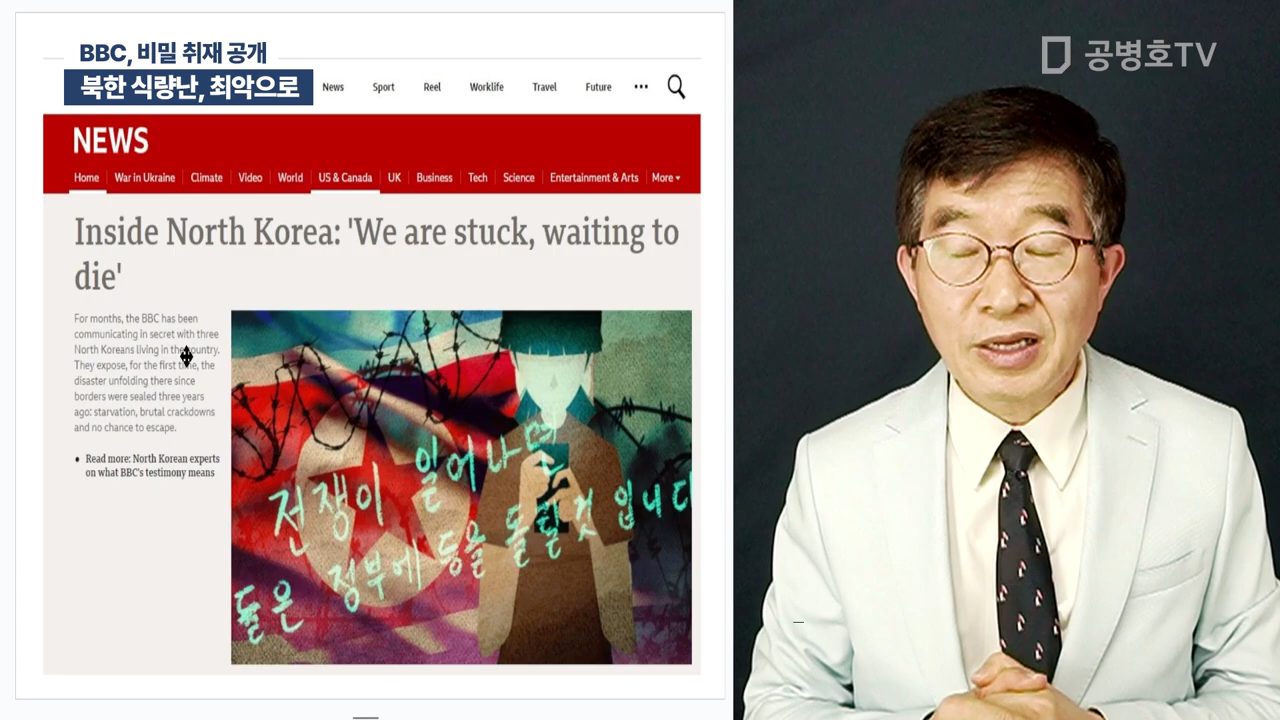 BBC, 비밀 취재 공개
북한 식량난, 최악으로
공병호TV
News Sport Reel Worklife Travel Future ...
NEWS
Home War in Ukraine Climate Video World US & Canada UK Business Tech Science Entertainment & Arts More
Inside North Korea: 'We are stuck, waiting to
die'
For months, the BBC has been
communicating in secret with three
North Koreans living in the country.
They expose, for the first time, the
disaster unfolding there since
borders were sealed three years
ago: starvation, brutal crackdowns
and no chance to escape.
• Read more: North Korean experts
on what BBC's testimony means
전쟁이 일어나면
들은 정부에 등을 돌릴 것 입니다